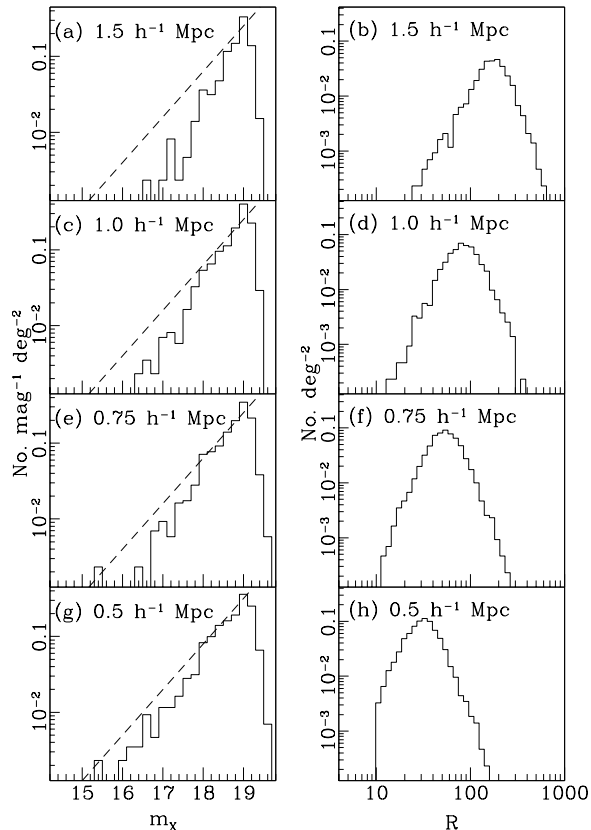 (a) 1.5 h⁻¹ Mpc
(b) 1.5 h⁻¹ Mpc
0.1
10⁻²
0.1
10⁻²
10⁻³
(c) 1.0 h⁻¹ Mpc
(d) 1.0 h⁻¹ Mpc
0.1
10⁻²
0.1
10⁻²
10⁻³
No. mag⁻¹ deg⁻²
No. deg⁻²
(e) 0.75 h⁻¹ Mpc
(f) 0.75 h⁻¹ Mpc
0.1
10⁻²
0.1
10⁻²
10⁻³
(g) 0.5 h⁻¹ Mpc
(h) 0.5 h⁻¹ Mpc
0.1
10⁻²
0.1
10⁻²
10⁻³
15 16 17 18 19
10 100 1000
mₓ
R